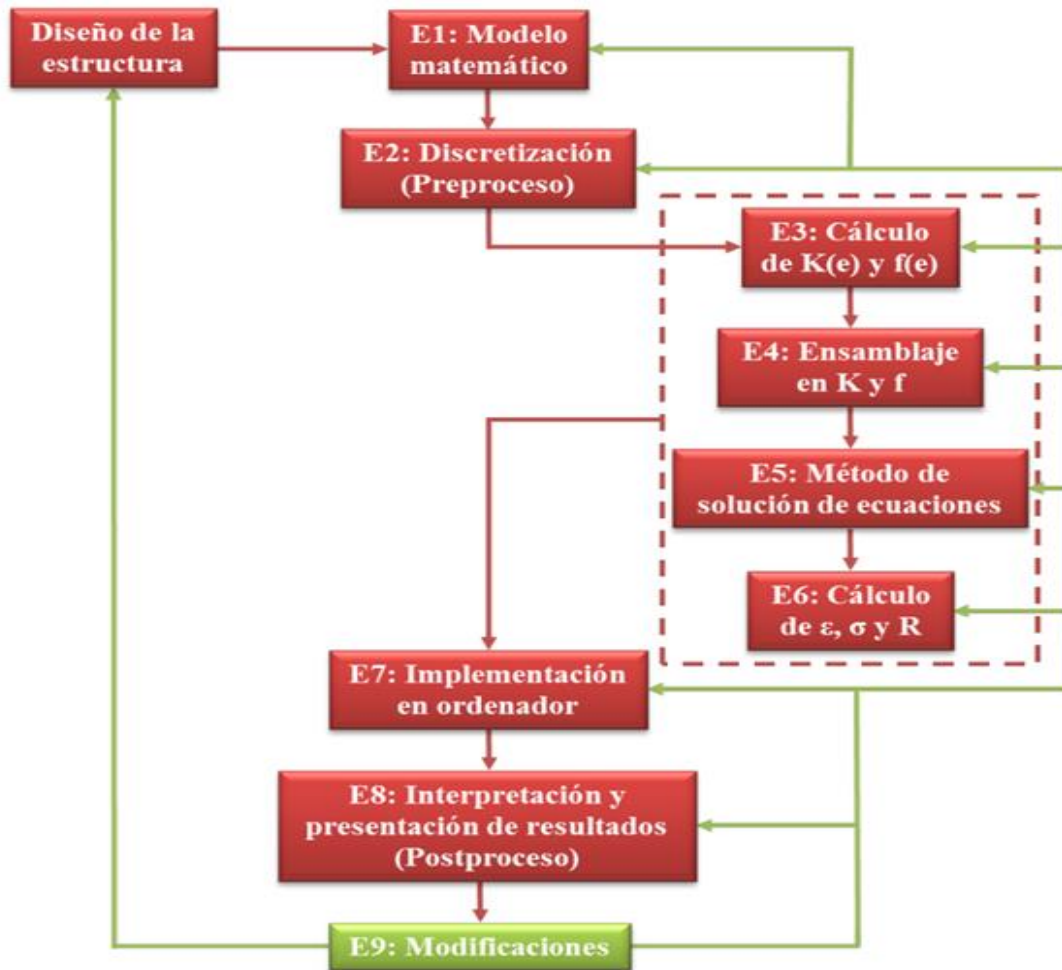 Diseño de la
estructura
E1: Modelo
matemático
E2: Discretización
(Preproceso)
E3: Cálculo
de K(e) y f(e)
E4: Ensamblaje
en K y f
E5: Método de
solución de ecuaciones
E6: Cálculo
de ε, σ y R
E7: Implementación
en ordenador
E8: Interpretación y
presentación de resultados
(Postproceso)
E9: Modificaciones